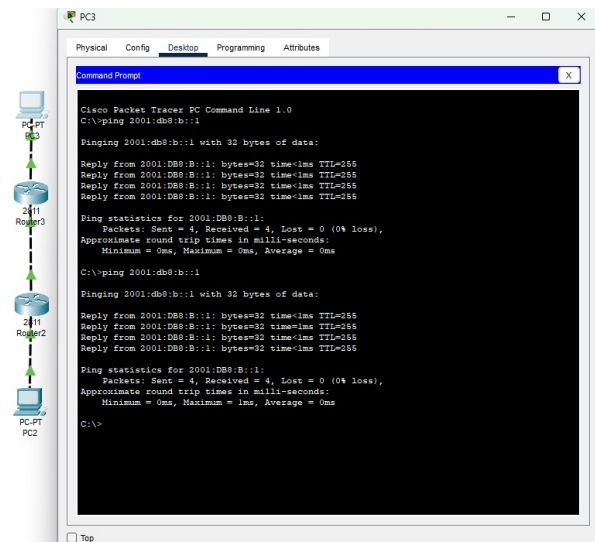 PC3
Physical Config Desktop Programming Attributes
Command Prompt
X
Cisco Packet Tracer PC Command Line 1.0
C:\>ping 2001:db8:b::1
Pinging 2001:db8:b::1 with 32 bytes of data:
Reply from 2001:DB8:B::1: bytes=32 time<1ms TTL=255
Reply from 2001:DB8:B::1: bytes=32 time<1ms TTL=255
Reply from 2001:DB8:B::1: bytes=32 time<1ms TTL=255
Reply from 2001:DB8:B::1: bytes=32 time<1ms TTL=255
Ping statistics for 2001:DB8:B::1:
Packets: Sent = 4, Received = 4, Lost = 0 (0% loss),
Approximate round trip times in milli-seconds:
Minimum = 0ms, Maximum = 0ms, Average = 0ms
C:\>ping 2001:db8:b::1
Pinging 2001:db8:b::1 with 32 bytes of data:
Reply from 2001:DB8:B::1: bytes=32 time<1ms TTL=255
Reply from 2001:DB8:B::1: bytes=32 time=1ms TTL=255
Reply from 2001:DB8:B::1: bytes=32 time<1ms TTL=255
Reply from 2001:DB8:B::1: bytes=32 time<1ms TTL=255
Ping statistics for 2001:DB8:B::1:
Packets: Sent = 4, Received = 4, Lost = 0 (0% loss),
Approximate round trip times in milli-seconds:
Minimum = 0ms, Maximum = 1ms, Average = 0ms
C:\>
Top
PC-PT
PC3
2811
Router3
2811
Router2
PC-PT
PC2